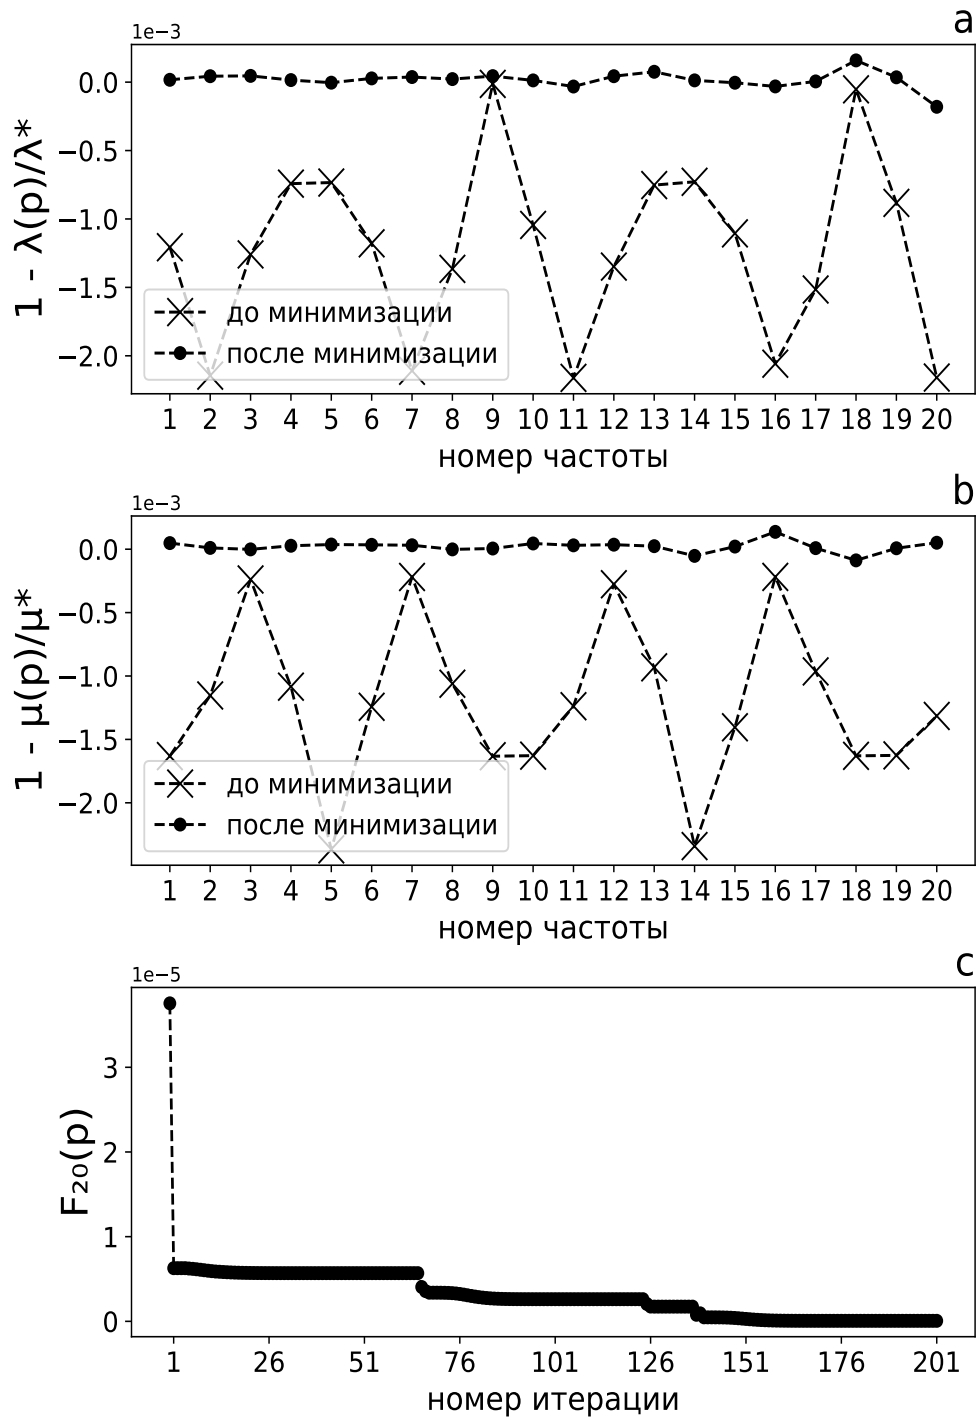 a
1e−3
0.0
−0.5
−1.0
−1.5
−2.0
1 - λ(p)/λ*
до минимизации
после минимизации
1 2 3 4 5 6 7 8 9 10 11 12 13 14 15 16 17 18 19 20
номер частоты
b
1e−3
0.0
−0.5
−1.0
−1.5
−2.0
1 - μ(p)/μ*
до минимизации
после минимизации
1 2 3 4 5 6 7 8 9 10 11 12 13 14 15 16 17 18 19 20
номер частоты
c
1e−5
3
2
1
0
F₂₀(p)
1 26 51 76 101 126 151 176 201
номер итерации